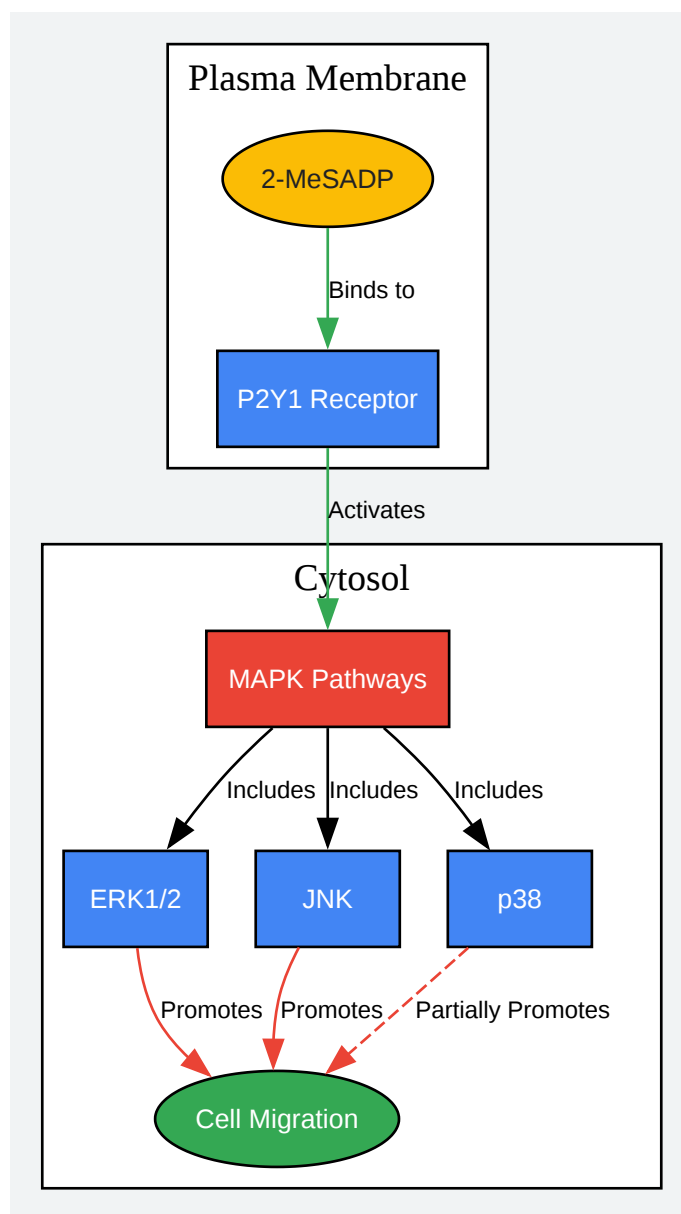 Plasma Membrane
2-MeSADP
Binds to
P2Y1 Receptor
Activates
Cytosol
MAPK Pathways
Includes
Includes
Includes
ERK1/2
JNK
p38
Promotes
Promotes
Partially Promotes
Cell Migration